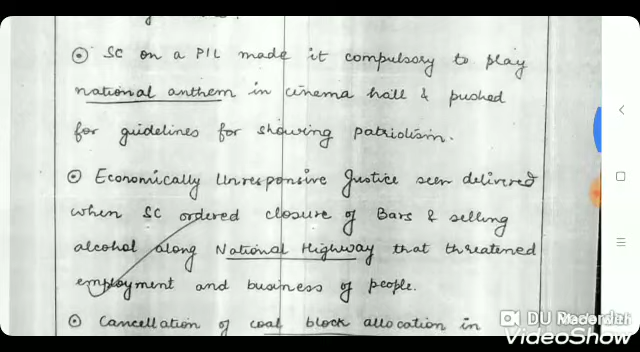 ⊙ SC on a PIL made it compulsory to play
national anthem in cinema hall & pushed
for guidelines for showing patriotism.
⊙ Economically Unresponsive Justice seen delivered
when SC ordered closure of Bars & selling
alcohol along National Highway that threatened
employment and business of people.
⊙ Cancellation of coal block allocation in
DU
VideoShow